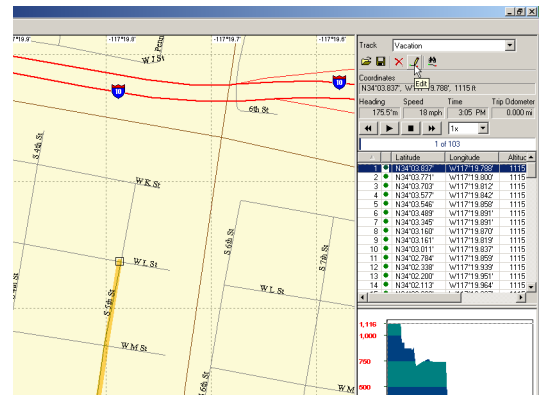 -117°19.9'
-117°19.8'
-117°19.7'
-117°19.6'
W J St
10
10
6th St
S 4th St
W K St
W L St
S 6th St
S 7th St
W L St
S 5th St
W M St
S 6th St
W M
Track Vacation
Edit
Coordinates
N34°03.837', W117°19.788', 1115 ft
Heading Speed Time Trip Odometer
175.5°m 18 mph 3:05 PM 0.000 mi
1x
1 of 103
Latitude Longitude Altituc
1 N34°03.837' W117°19.788' 1115
2 N34°03.771' W117°19.800' 1115
3 N34°03.703' W117°19.812' 1115
4 N34°03.577' W117°19.842' 1115
5 N34°03.546' W117°19.858' 1115
6 N34°03.489' W117°19.891' 1115
7 N34°03.345' W117°19.891' 1115
8 N34°03.160' W117°19.870' 1115
9 N34°03.161' W117°19.819' 1115
10 N34°03.011' W117°19.837' 1115
11 N34°02.784' W117°19.859' 1115
12 N34°02.338' W117°19.939' 1115
13 N34°02.200' W117°19.951' 1115
14 N34°02.113' W117°19.964' 1115
1,116
1,000
750
500